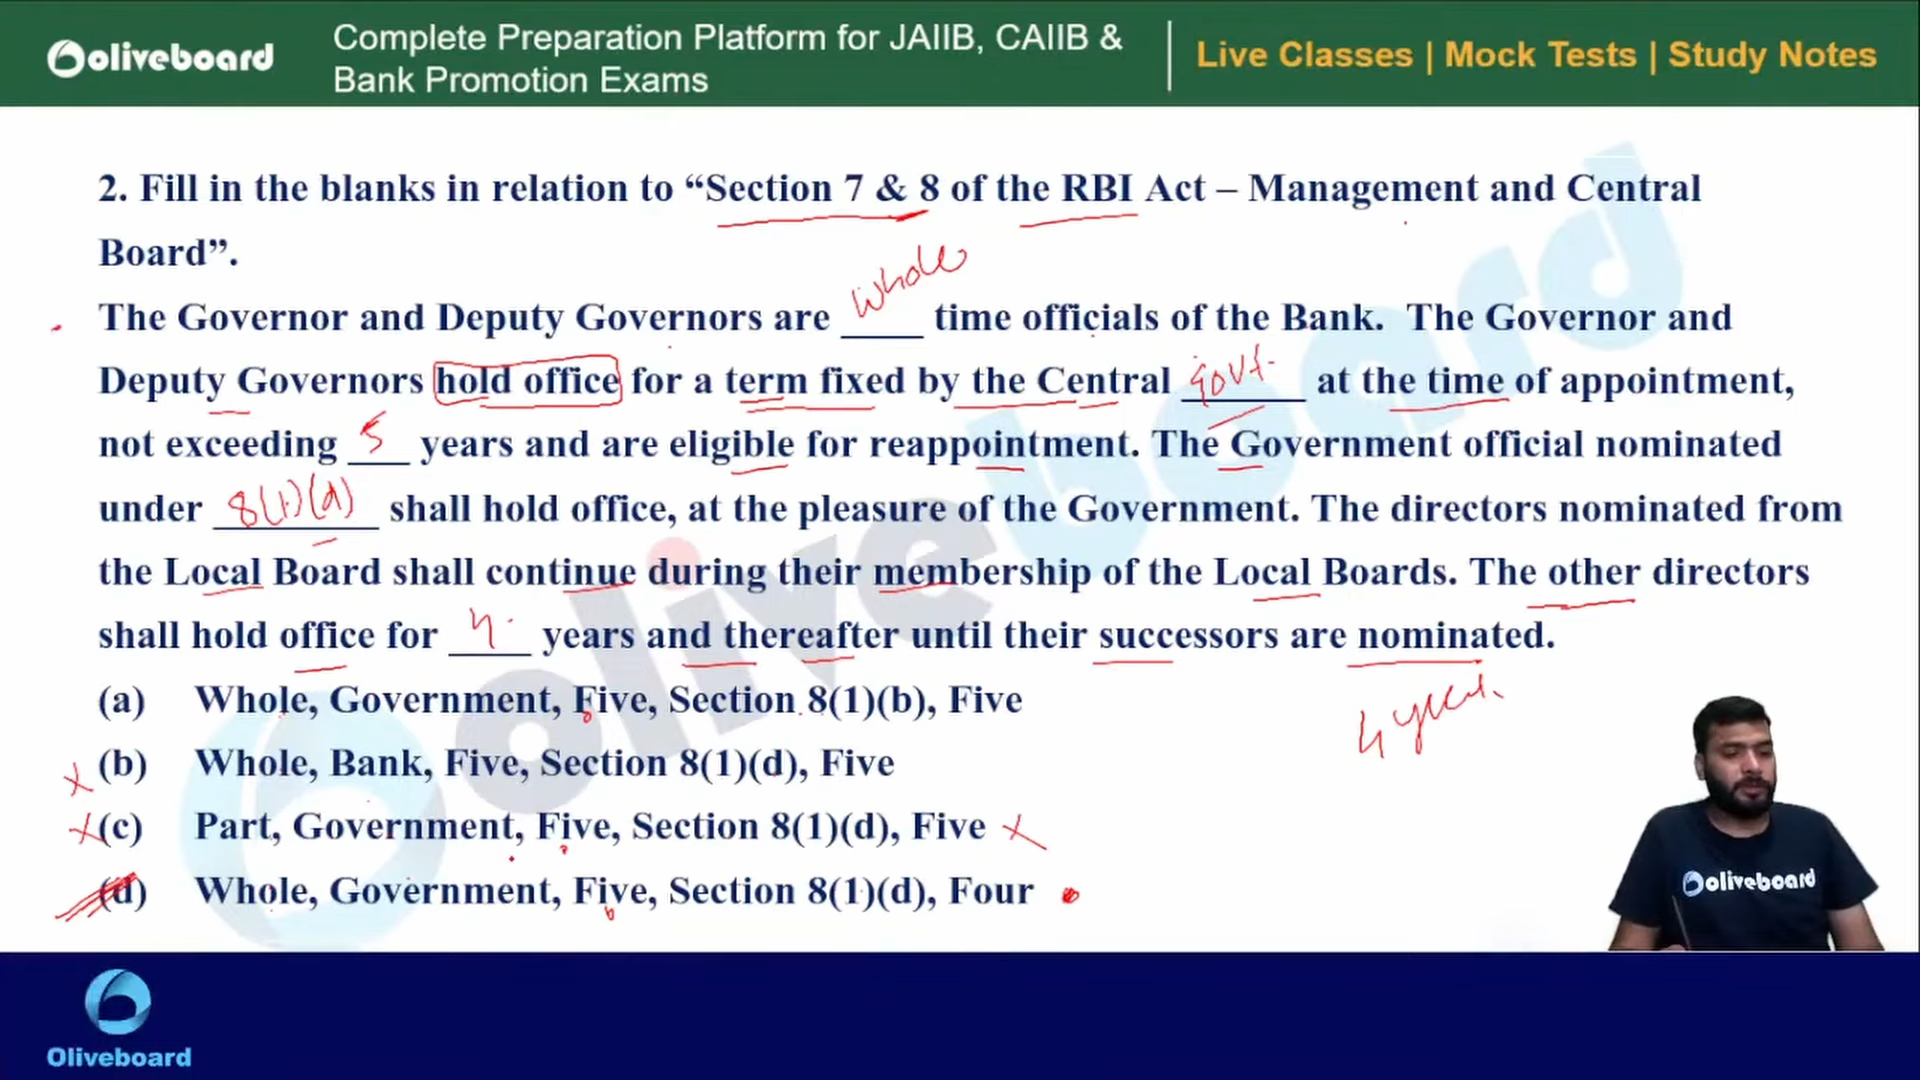 oliveboard
Complete Preparation Platform for JAIIB, CAIIB &
Bank Promotion Exams
Live Classes | Mock Tests | Study Notes
2. Fill in the blanks in relation to “Section 7 & 8 of the RBI Act – Management and Central
Board”.
whole
The Governor and Deputy Governors are ____ time officials of the Bank. The Governor and
Deputy Governors hold office for a term fixed by the Central govt. at the time of appointment,
not exceeding 5 years and are eligible for reappointment. The Government official nominated
under 8(1)(d) shall hold office, at the pleasure of the Government. The directors nominated from
the Local Board shall continue during their membership of the Local Boards. The other directors
shall hold office for 4 years and thereafter until their successors are nominated.
(a) Whole, Government, Five, Section 8(1)(b), Five
4 year
(b) Whole, Bank, Five, Section 8(1)(d), Five
(c) Part, Government, Five, Section 8(1)(d), Five
(d) Whole, Government, Five, Section 8(1)(d), Four
oliveboard
oliveboard
Oliveboard